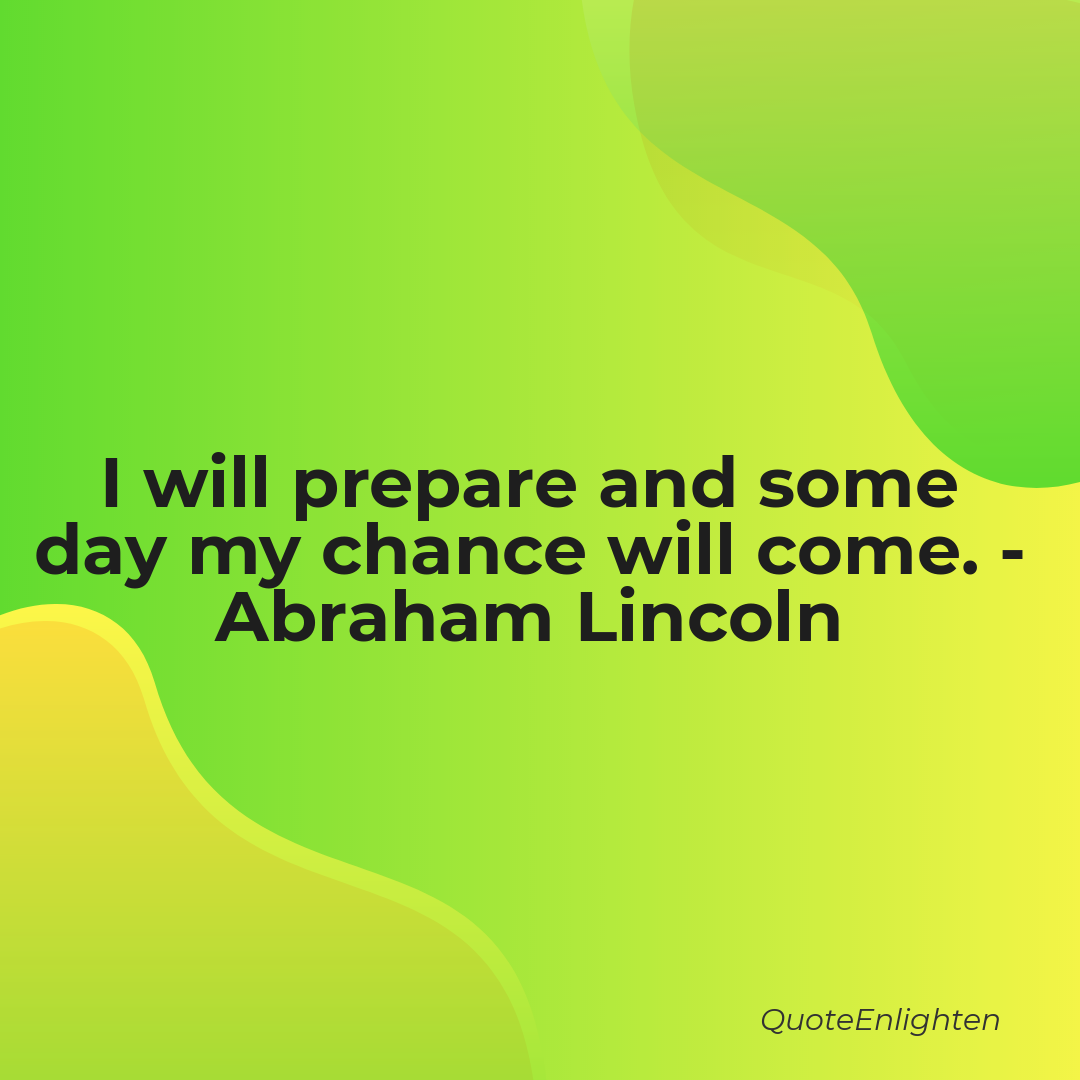 I will prepare and some
day my chance will come. -
Abraham Lincoln
QuoteEnlighten